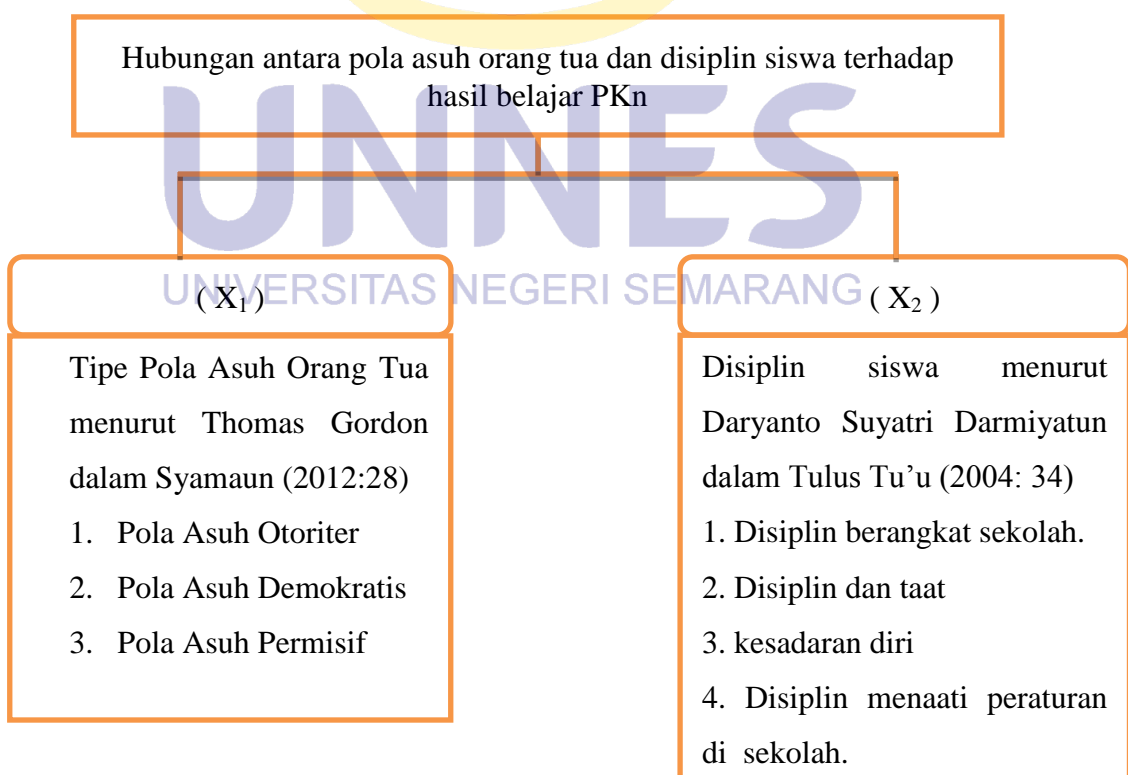 Hubungan antara pola asuh orang tua dan disiplin siswa terhadap
hasil belajar PKn
UNNES
UNIVERSITAS NEGERI SEMARANG
( X₁ )
Tipe Pola Asuh Orang Tua
menurut Thomas Gordon
dalam Syamaun (2012:28)
1. Pola Asuh Otoriter
2. Pola Asuh Demokratis
3. Pola Asuh Permisif
( X₂ )
Disiplin siswa menurut
Daryanto Suyatri Darmiyatun
dalam Tulus Tu’u (2004: 34)
1. Disiplin berangkat sekolah.
2. Disiplin dan taat
3. kesadaran diri
4. Disiplin menaati peraturan
di sekolah.